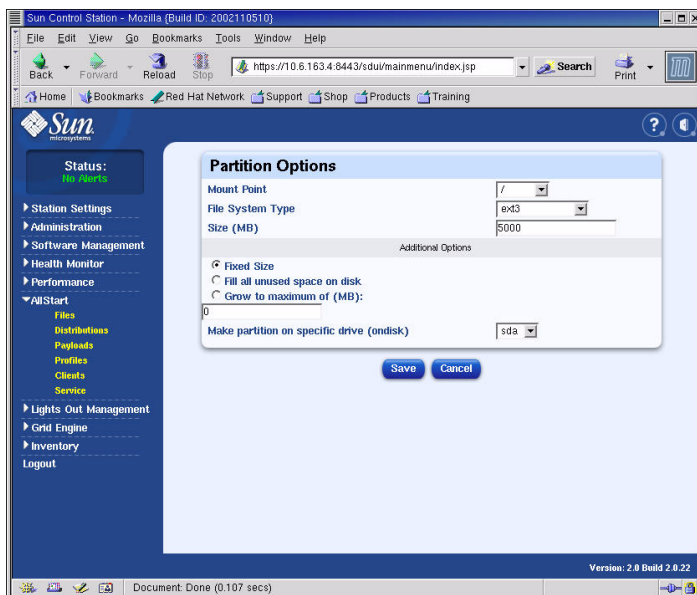 Sun Control Station - Mozilla {Build ID: 2002110510}
File Edit View Go Bookmarks Tools Window Help
Back Forward Reload Stop https://10.6.163.4:8443/sdui/mainmenu/index.jsp Search Print
Home Bookmarks Red Hat Network Support Shop Products Training
Sun
microsystems
?
Status:
No Alerts
Station Settings
Administration
Software Management
Health Monitor
Performance
AllStart
Files
Distributions
Payloads
Profiles
Clients
Service
Lights Out Management
Grid Engine
Inventory
Logout
Partition Options
Mount Point /
File System Type ext3
Size (MB) 5000
Additional Options
Fixed Size
Fill all unused space on disk
Grow to maximum of (MB):
0
Make partition on specific drive (ondisk) sda
Save Cancel
Version: 2.0 Build 2.0.22
Document: Done (0.107 secs)